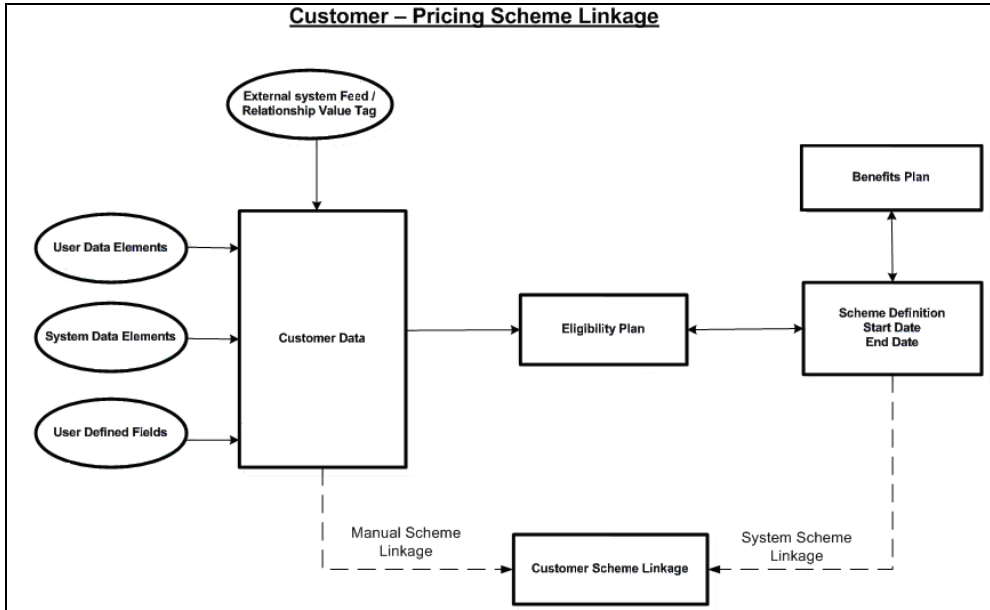 Customer – Pricing Scheme Linkage
External system Feed /
Relationship Value Tag
Benefits Plan
User Data Elements
System Data Elements
Customer Data
Eligibility Plan
Scheme Definition
Start Date
End Date
User Defined Fields
Manual Scheme
Linkage
System Scheme
Linkage
Customer Scheme Linkage